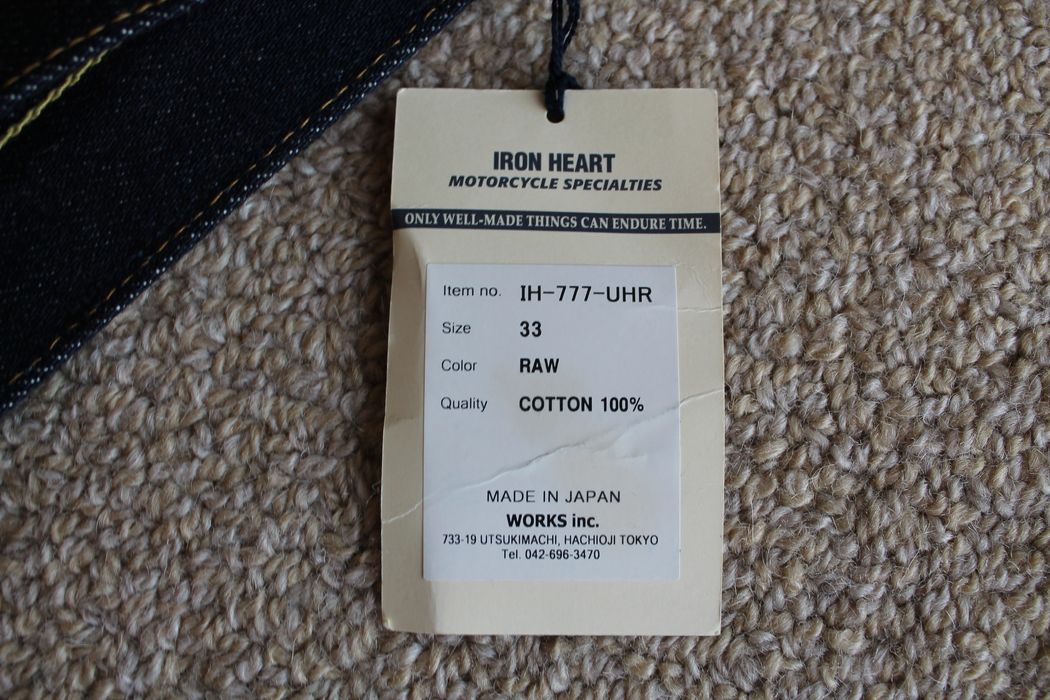 IRON HEART
MOTORCYCLE SPECIALTIES
ONLY WELL-MADE THINGS CAN ENDURE TIME.
Item no. IH-777-UHR
Size 33
Color RAW
Quality COTTON 100%
MADE IN JAPAN
WORKS inc.
733-19 UTSUKIMACHI, HACHIOJI TOKYO
Tel. 042-696-3470